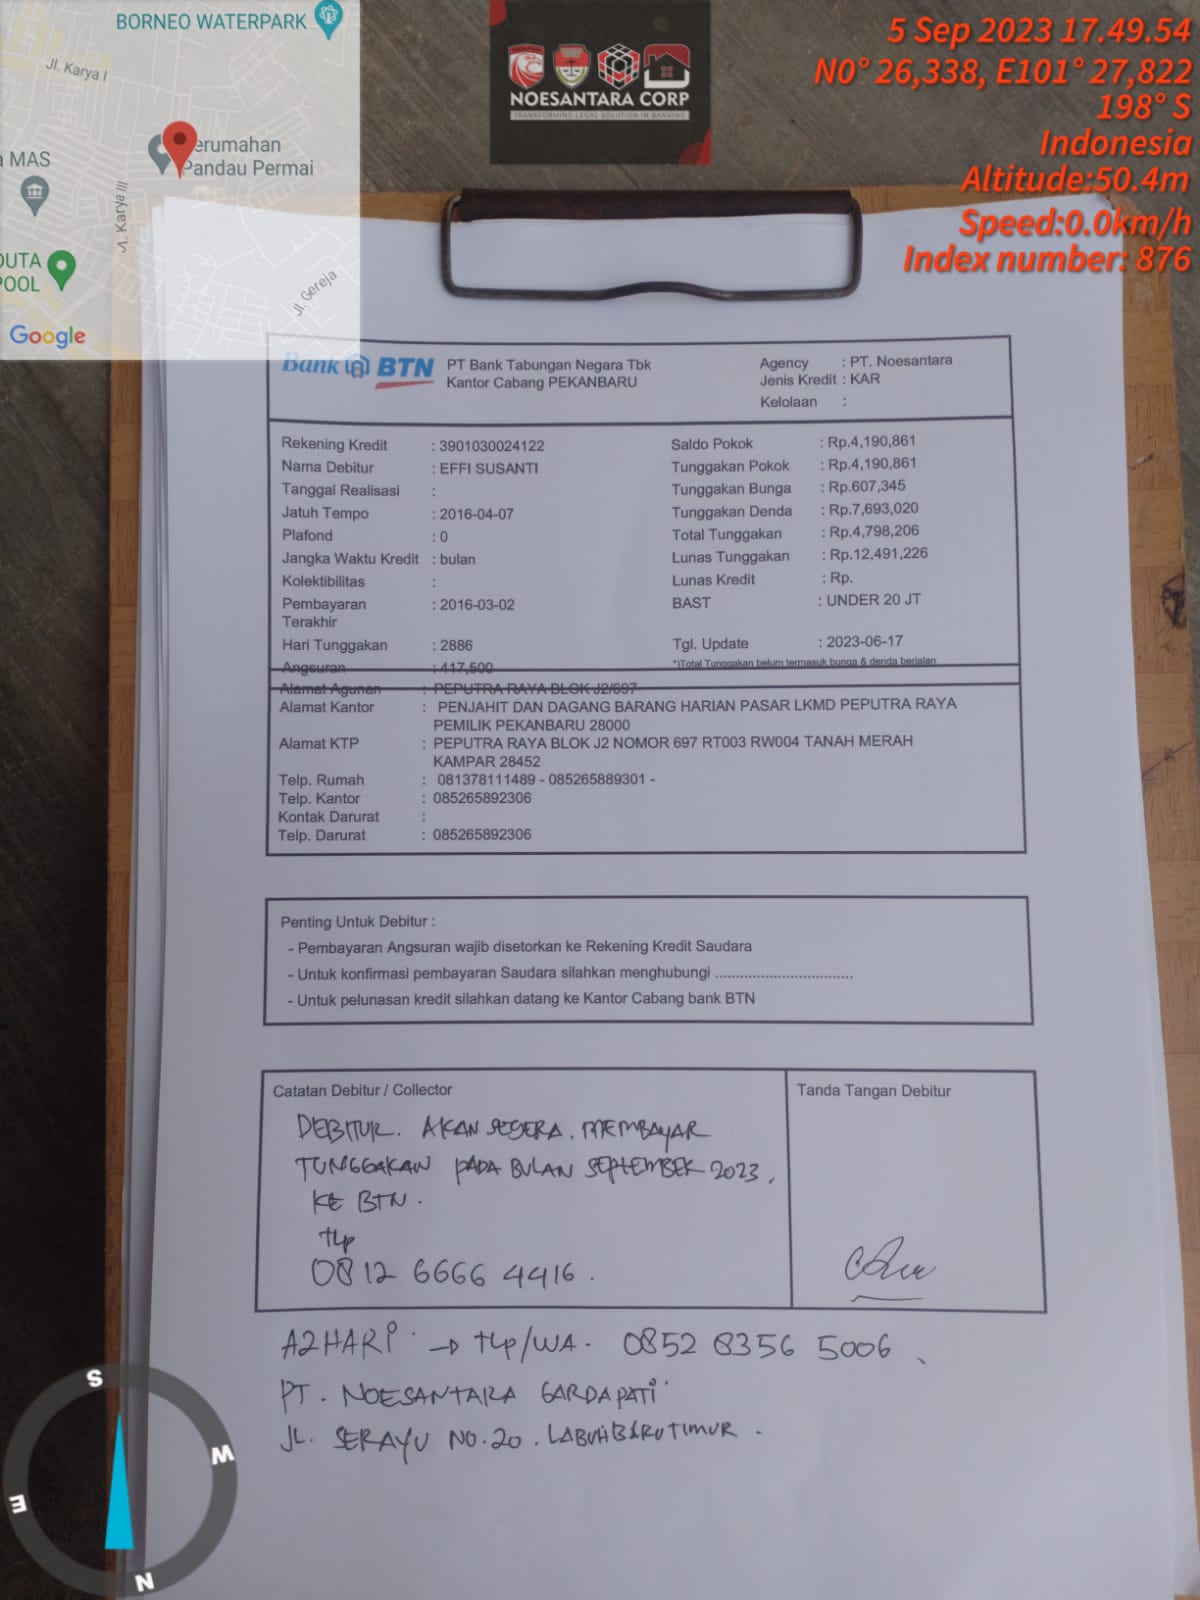 BORNEO WATERPARK
Jl. Karya I
MAS
erumahan
Pandau Permai
Jl. Karya III
OUTA
POOL
Jl. Gereja
Google
NOESANTARA CORP
TRANSFORMING LEGAL SOLUTION IN BANKING
5 Sep 2023 17.49.54
N0° 26,338, E101° 27,822
198° S
Indonesia
Altitude:50.4m
Speed:0.0km/h
Index number: 876
Bank BTN
PT Bank Tabungan Negara Tbk
Kantor Cabang PEKANBARU
Agency : PT. Noesantara
Jenis Kredit : KAR
Kelolaan :
Rekening Kredit : 3901030024122
Nama Debitur : EFFI SUSANTI
Tanggal Realisasi :
Jatuh Tempo : 2016-04-07
Plafond : 0
Jangka Waktu Kredit : bulan
Kolektibilitas :
Pembayaran : 2016-03-02
Terakhir
Hari Tunggakan : 2886
Angsuran : 417,500
Saldo Pokok : Rp.4,190,861
Tunggakan Pokok : Rp.4,190,861
Tunggakan Bunga : Rp.607,345
Tunggakan Denda : Rp.7,693,020
Total Tunggakan : Rp.4,798,206
Lunas Tunggakan : Rp.12,491,226
Lunas Kredit : Rp.
BAST : UNDER 20 JT
Tgl. Update : 2023-06-17
*)Total Tunggakan belum termasuk bunga & denda berjalan
Alamat Agunan : PEPUTRA RAYA BLOK J2/697
Alamat Kantor : PENJAHIT DAN DAGANG BARANG HARIAN PASAR LKMD PEPUTRA RAYA
PEMILIK PEKANBARU 28000
Alamat KTP : PEPUTRA RAYA BLOK J2 NOMOR 697 RT003 RW004 TANAH MERAH
KAMPAR 28452
Telp. Rumah : 081378111489 - 085265889301 -
Telp. Kantor : 085265892306
Kontak Darurat :
Telp. Darurat : 085265892306
Penting Untuk Debitur :
- Pembayaran Angsuran wajib disetorkan ke Rekening Kredit Saudara
- Untuk konfirmasi pembayaran Saudara silahkan menghubungi ................................
- Untuk pelunasan kredit silahkan datang ke Kantor Cabang bank BTN
Catatan Debitur / Collector
Tanda Tangan Debitur
DEBITUR. AKAN SEGERA. MEMBAYAR
TUNGGAKAN PADA BULAN SEPTEMBER 2023,
KE BTN.
tlp
0812 6666 4416.
AZHARI → tlp/WA. 0852 8356 5006
PT. NOESANTARA GARDAPATI
JL. SERAYU NO.20. LABUHBARU TIMUR.
S
W
E
N